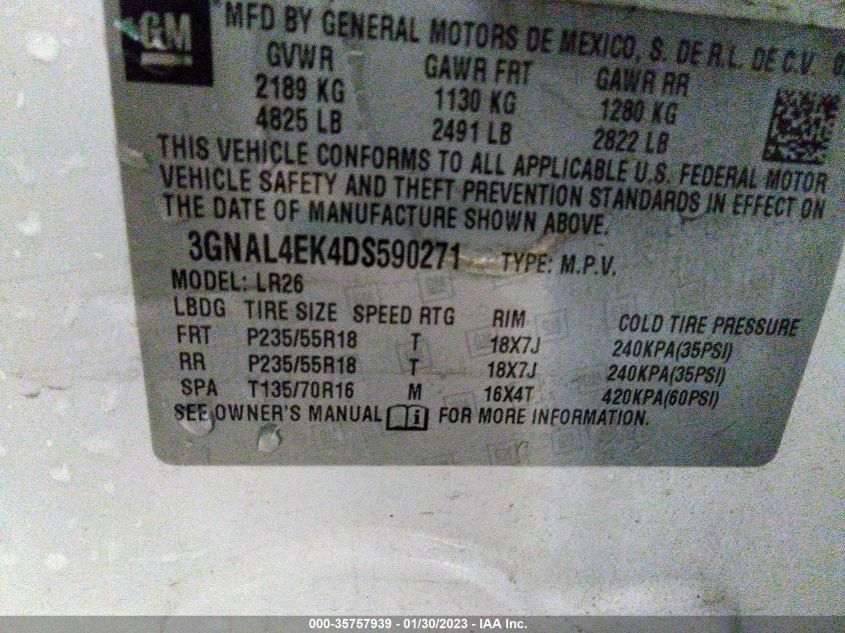 GM
MFD BY GENERAL MOTORS DE MEXICO, S. DE R.L. DE C.V.
GVWR GAWR FRT GAWR RR
2189 KG 1130 KG 1280 KG
4825 LB 2491 LB 2822 LB
THIS VEHICLE CONFORMS TO ALL APPLICABLE U.S. FEDERAL MOTOR
VEHICLE SAFETY AND THEFT PREVENTION STANDARDS IN EFFECT ON
THE DATE OF MANUFACTURE SHOWN ABOVE.
3GNAL4EK4DS590271 TYPE: M.P.V.
MODEL: LR26
LBDG TIRE SIZE SPEED RTG RIM COLD TIRE PRESSURE
FRT P235/55R18 T 18X7J 240KPA(35PSI)
RR P235/55R18 T 18X7J 240KPA(35PSI)
SPA T135/70R16 M 16X4T 420KPA(60PSI)
SEE OWNER'S MANUAL i FOR MORE INFORMATION.
000-35757939 / 01/30/2023 - IAA Inc.